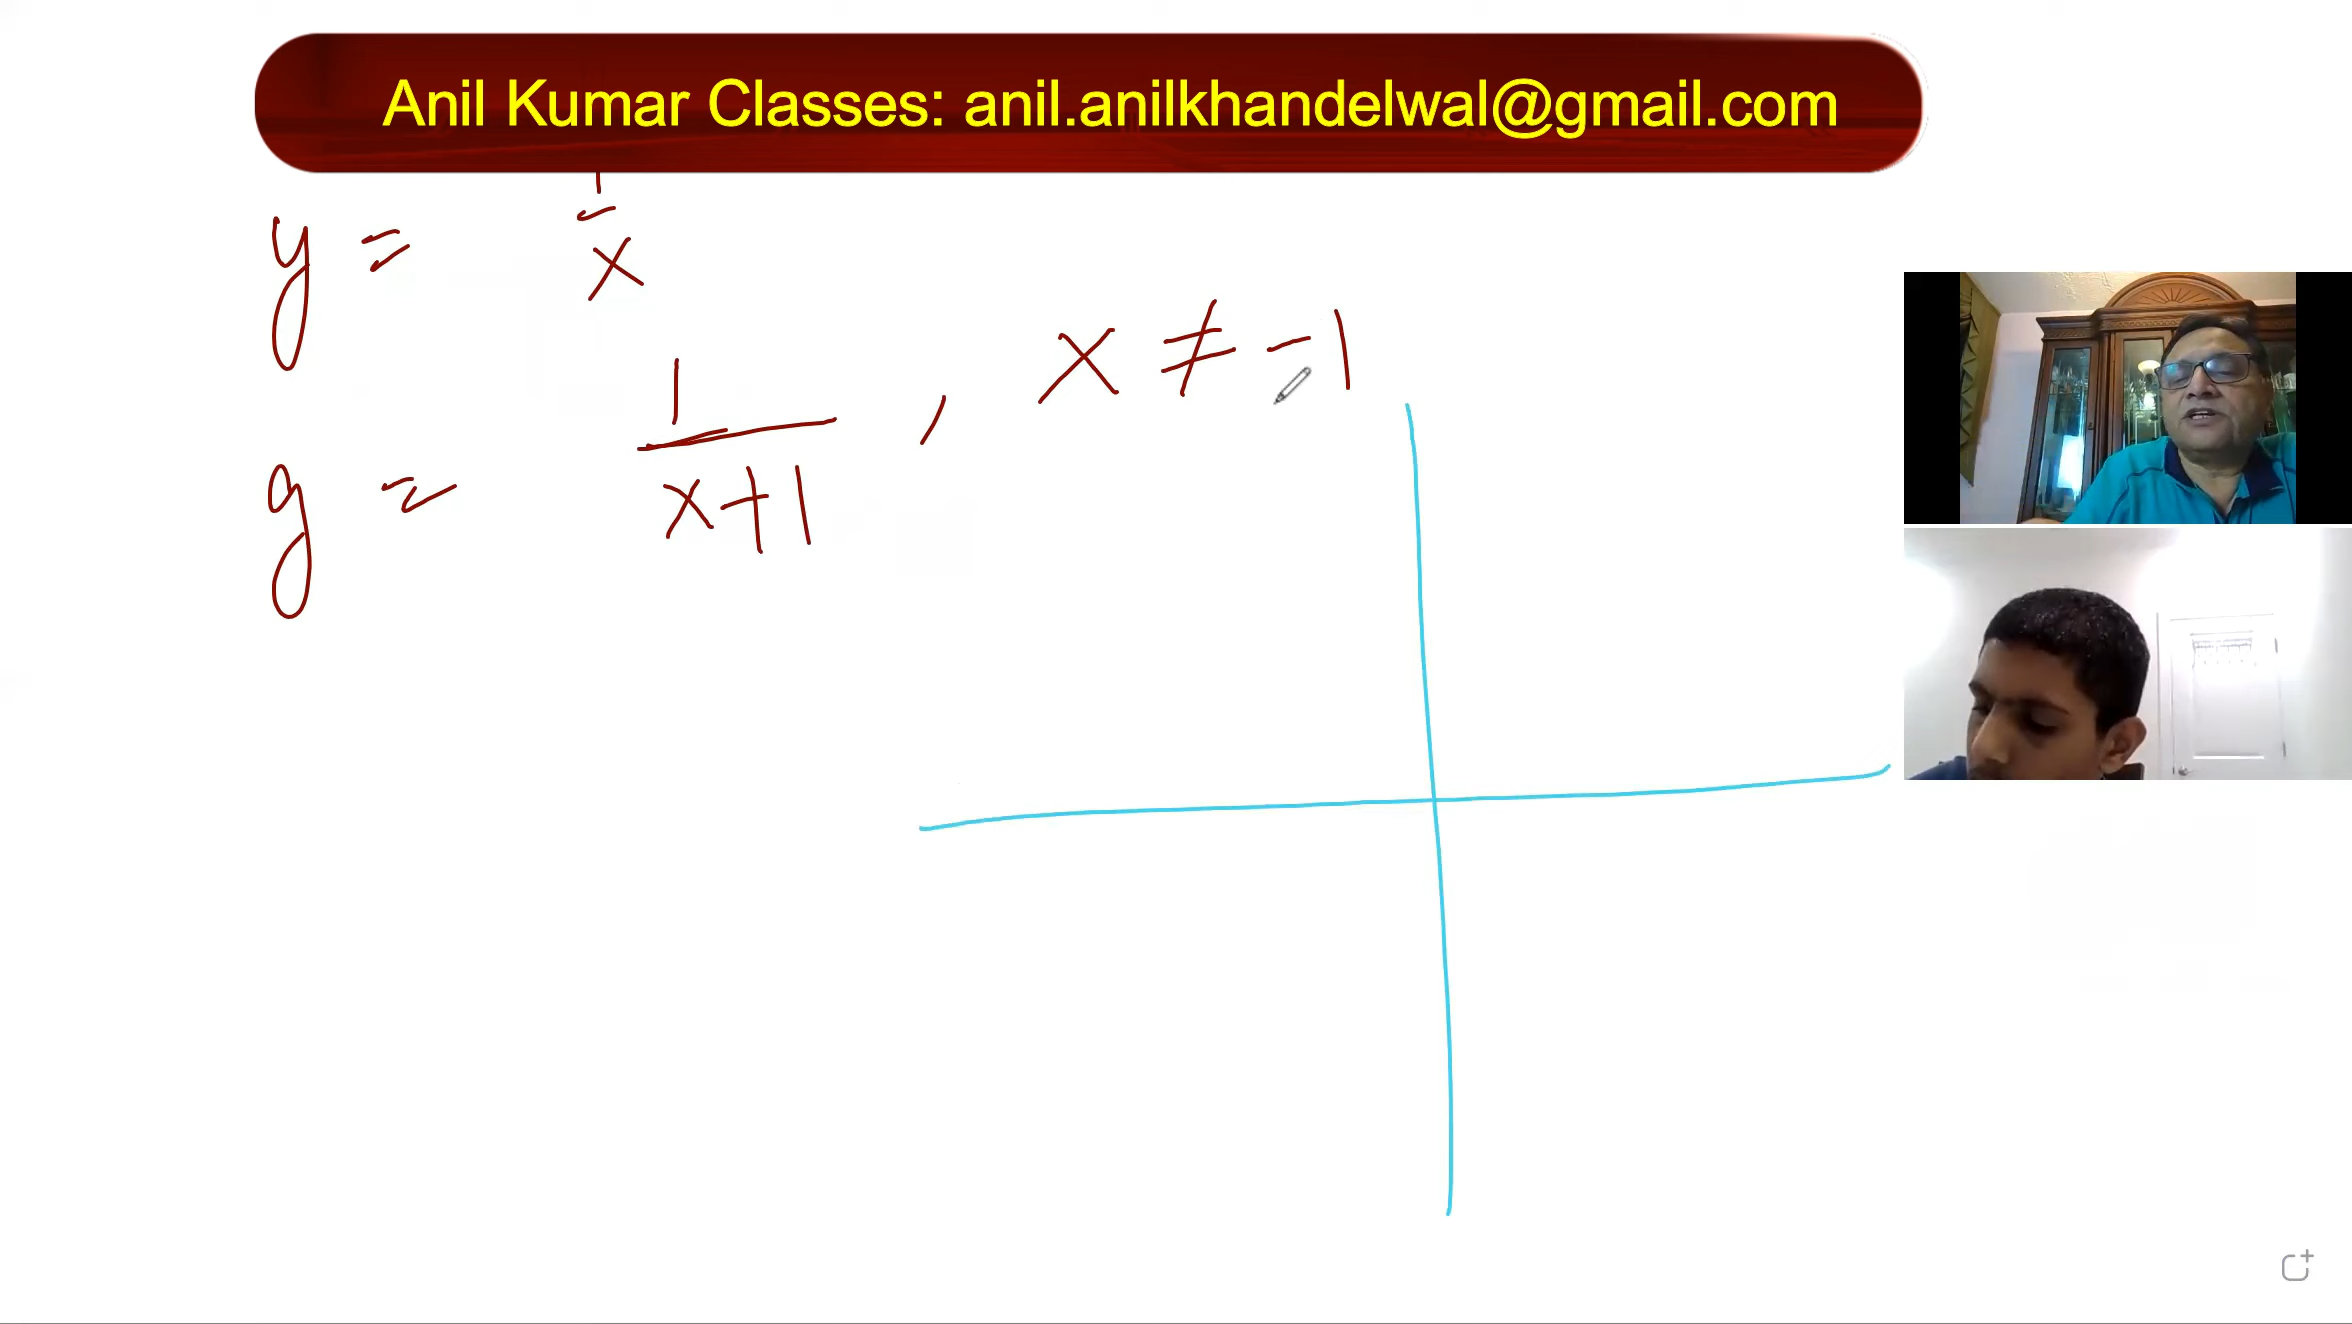 Anil Kumar Classes: anil.anilkhandelwal@gmail.com
y = 1/x
y = 1/(x+1) , x ≠ -1